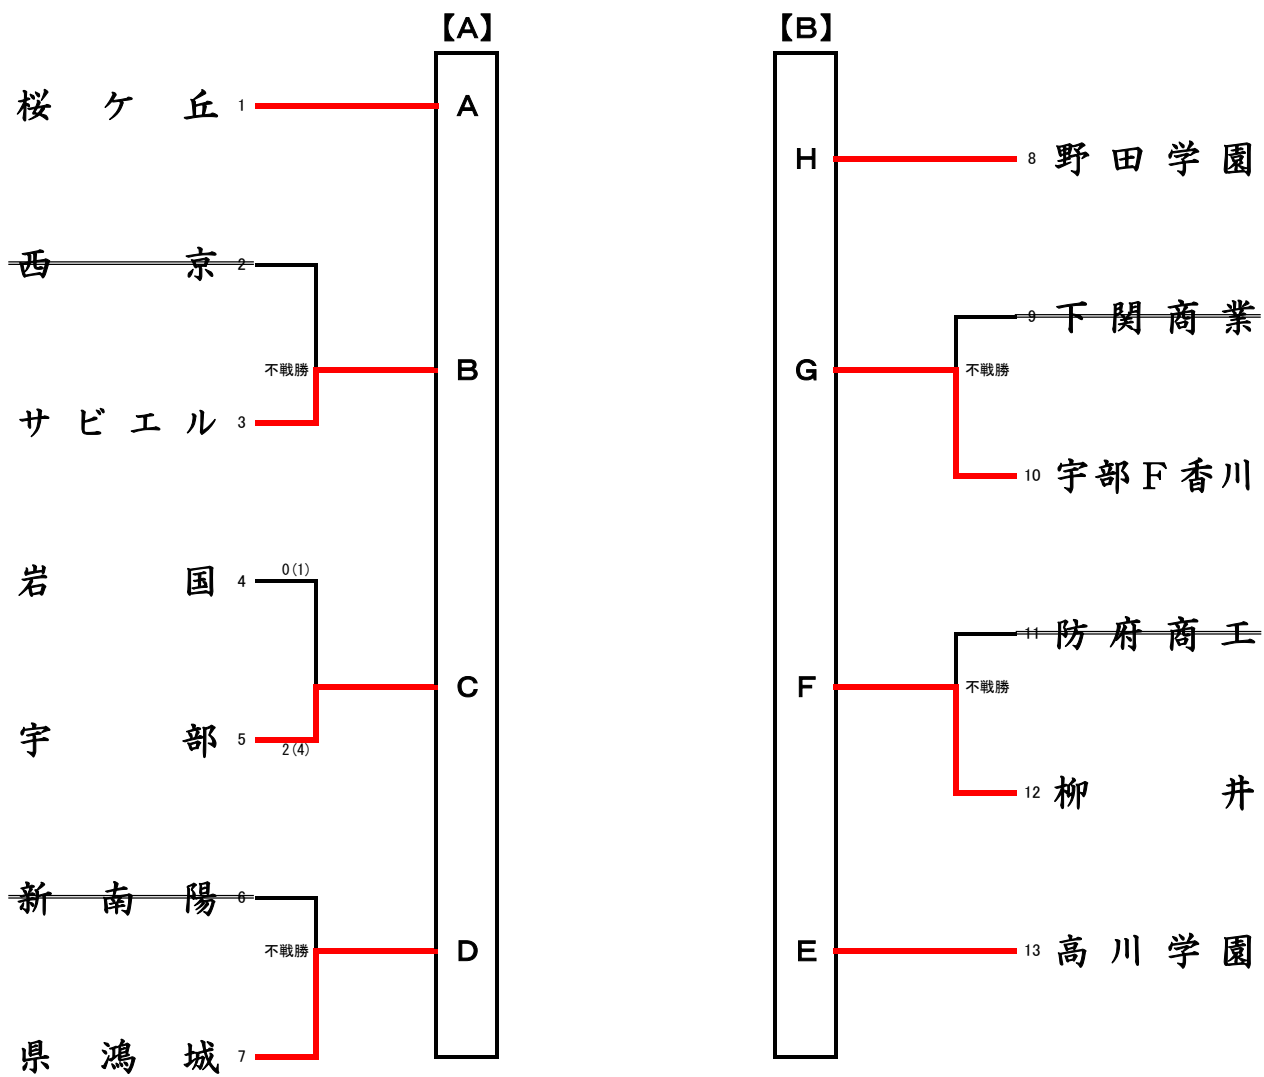 【A】
桜ケ丘 1 A
西京 2
不戦勝 B
サビエル 3
岩国 4 0(1)
C
宇部 5 2(4)
新南陽 6
不戦勝 D
県鴻城 7
【B】
H 8 野田学園
9 下関商業
G 不戦勝
10 宇部F香川
11 防府商工
F 不戦勝
12 柳井
E 13 高川学園